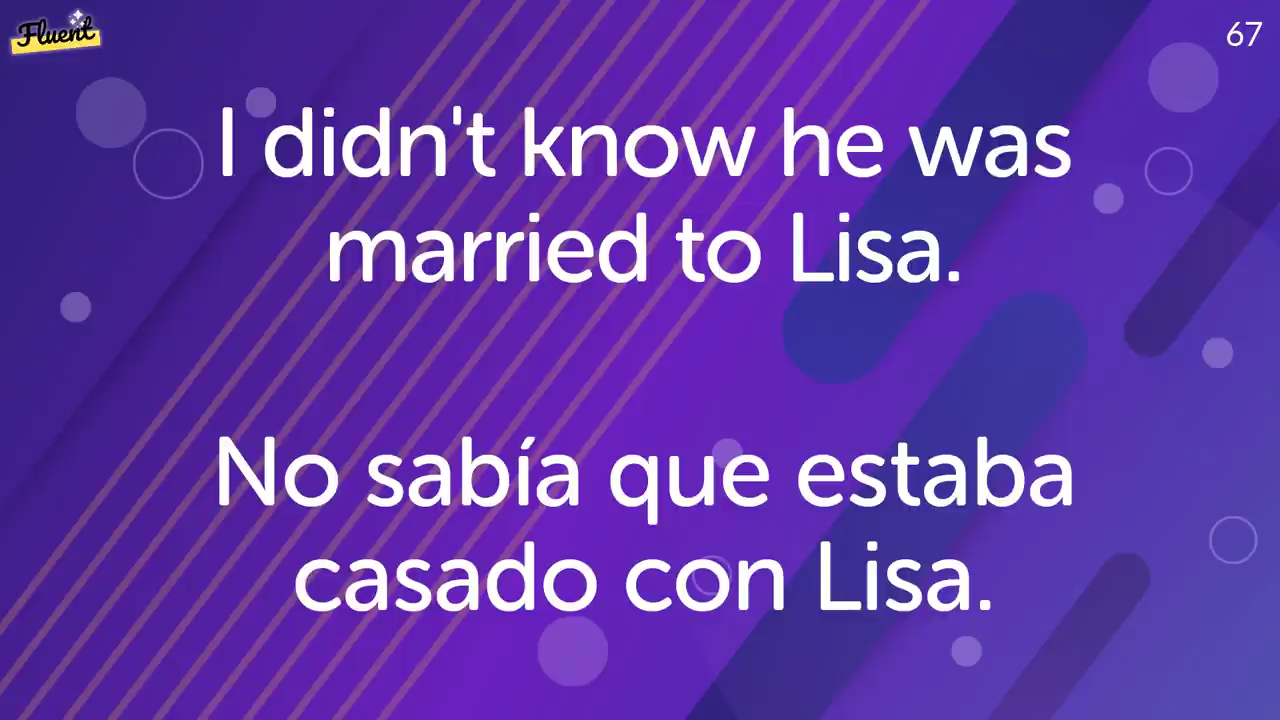 Fluent
67
I didn't know he was
married to Lisa.
No sabía que estaba
casado con Lisa.